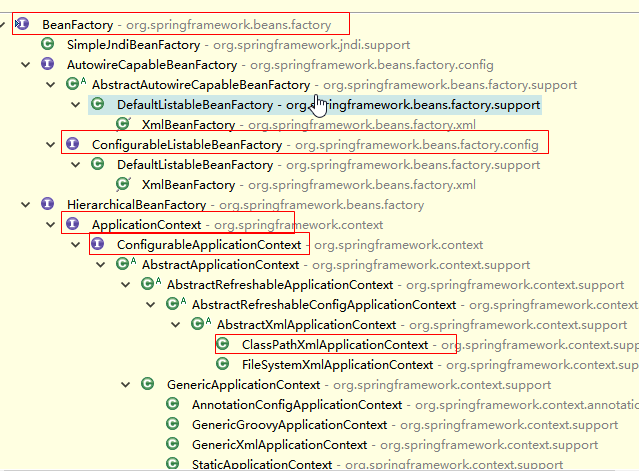 BeanFactory - org.springframework.beans.factory
SimpleJndiBeanFactory - org.springframework.jndi.support
AutowireCapableBeanFactory - org.springframework.beans.factory.config
AbstractAutowireCapableBeanFactory - org.springframework.beans.factory.support
DefaultListableBeanFactory - org.springframework.beans.factory.support
XmlBeanFactory - org.springframework.beans.factory.xml
ConfigurableListableBeanFactory - org.springframework.beans.factory.config
DefaultListableBeanFactory - org.springframework.beans.factory.support
XmlBeanFactory - org.springframework.beans.factory.xml
HierarchicalBeanFactory - org.springframework.beans.factory
ApplicationContext - org.springframework.context
ConfigurableApplicationContext - org.springframework.context
AbstractApplicationContext - org.springframework.context.support
AbstractRefreshableApplicationContext - org.springframework.context.support
AbstractRefreshableConfigApplicationContext - org.springframework.context.support
AbstractXmlApplicationContext - org.springframework.context.support
ClassPathXmlApplicationContext - org.springframework.context.support
FileSystemXmlApplicationContext - org.springframework.context.support
GenericApplicationContext - org.springframework.context.support
AnnotationConfigApplicationContext - org.springframework.context.annotatio
GenericGroovyApplicationContext - org.springframework.context.support
GenericXmlApplicationContext - org.springframework.context.support
StaticApplicationContext - org.springframework.context.support